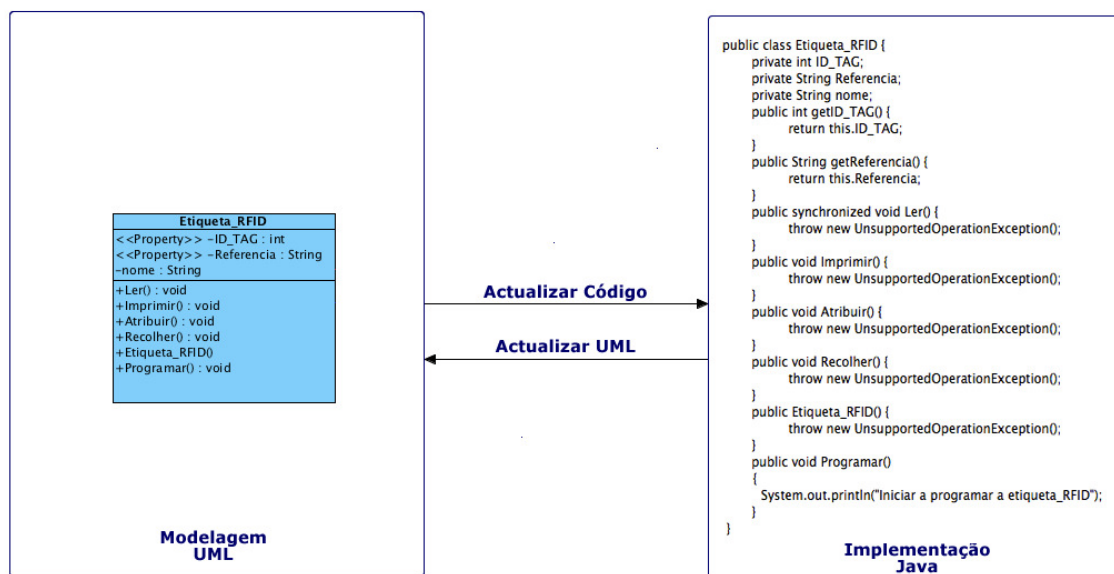 Etiqueta_RFID
<<Property>> -ID_TAG : int
<<Property>> -Referencia : String
-nome : String
+Ler() : void
+Imprimir() : void
+Atribuir() : void
+Recolher() : void
+Etiqueta_RFID()
+Programar() : void
Modelagem
UML
Actualizar Código
Actualizar UML
public class Etiqueta_RFID {
private int ID_TAG;
private String Referencia;
private String nome;
public int getID_TAG() {
return this.ID_TAG;
}
public String getReferencia() {
return this.Referencia;
}
public synchronized void Ler() {
throw new UnsupportedOperationException();
}
public void Imprimir() {
throw new UnsupportedOperationException();
}
public void Atribuir() {
throw new UnsupportedOperationException();
}
public void Recolher() {
throw new UnsupportedOperationException();
}
public Etiqueta_RFID() {
throw new UnsupportedOperationException();
}
public void Programar()
{
System.out.println("Iniciar a programar a etiqueta_RFID");
}
}
Implementação
Java